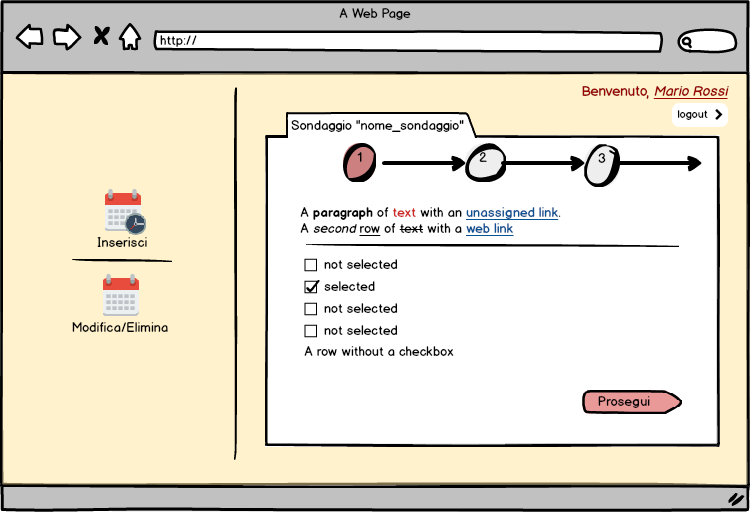 A Web Page
http://
Benvenuto, Mario Rossi
logout
Sondaggio "nome_sondaggio"
1 2 3
A paragraph of text with an unassigned link.
A second row of text with a web link
not selected
selected
not selected
not selected
A row without a checkbox
Prosegui
Inserisci
Modifica/Elimina